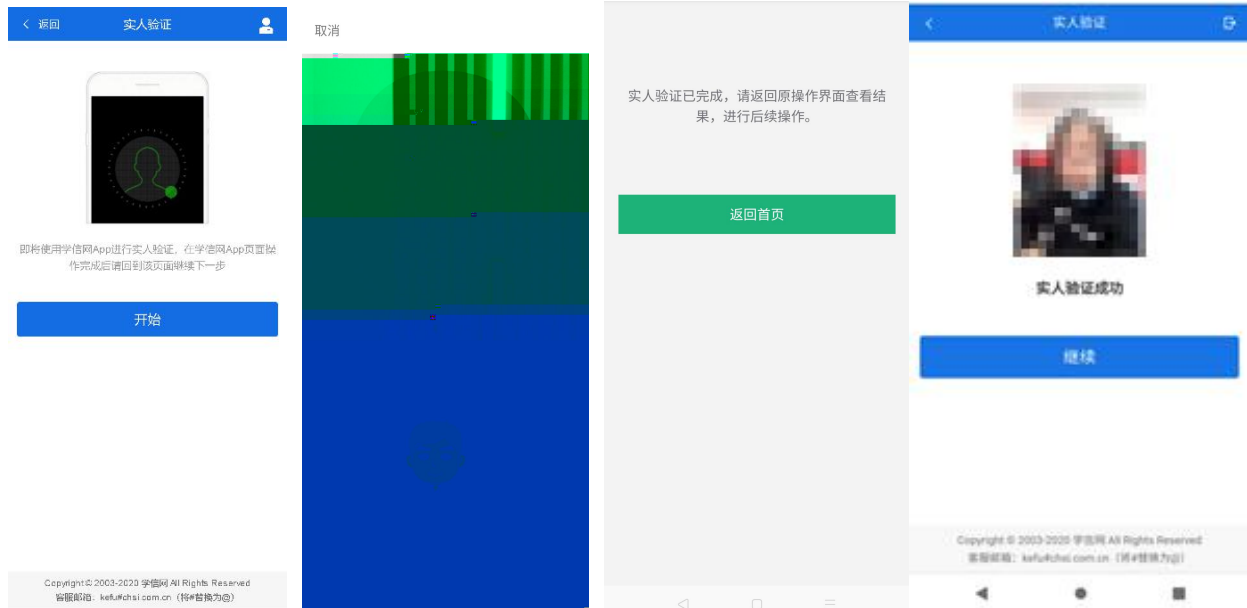 返回
实人验证
即将使用学信网App进行实人验证，在学信网App页面操
作完成后请回到该页面继续下一步
开始
Copyright © 2003-2020 学信网 All Rights Reserved
客服邮箱：kefu#chsi.com.cn（将#替换为@）
取消
实人验证已完成，请返回原操作界面查看结
果，进行后续操作。
返回首页
实人验证
实人验证成功
继续
Copyright © 2003-2020 学信网 All Rights Reserved
客服邮箱：kefu#chsi.com.cn（将#替换为@）